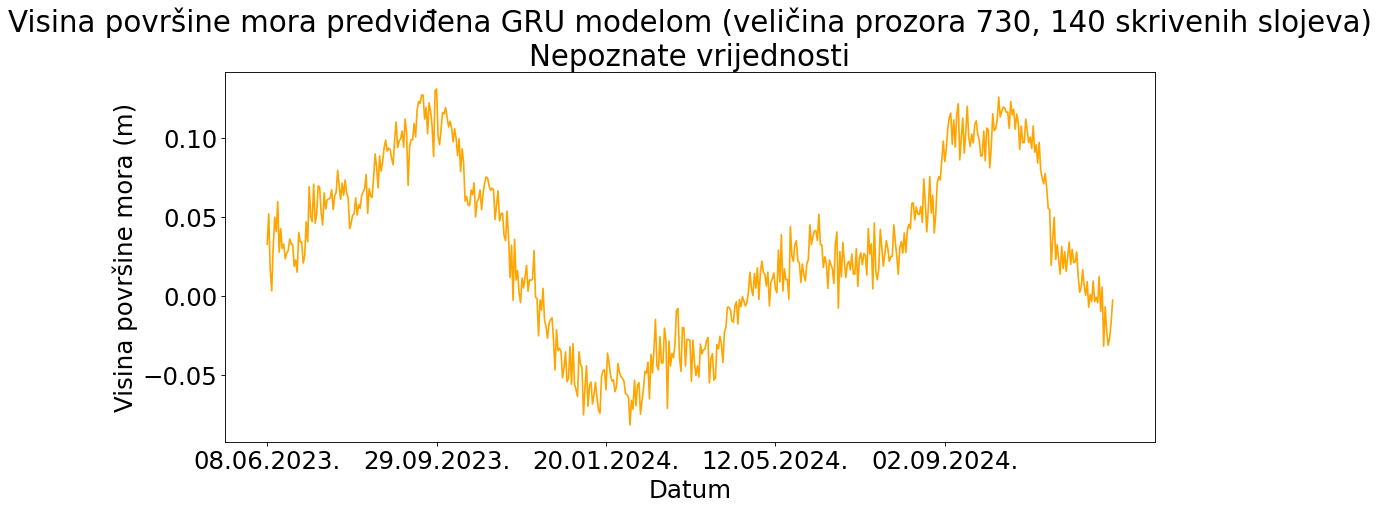 Visina površine mora predviđena GRU modelom (veličina prozora 730, 140 skrivenih slojeva)
Nepoznate vrijednosti
Visina površine mora (m)
0.10
0.05
0.00
−0.05
08.06.2023. 29.09.2023. 20.01.2024. 12.05.2024. 02.09.2024.
Datum